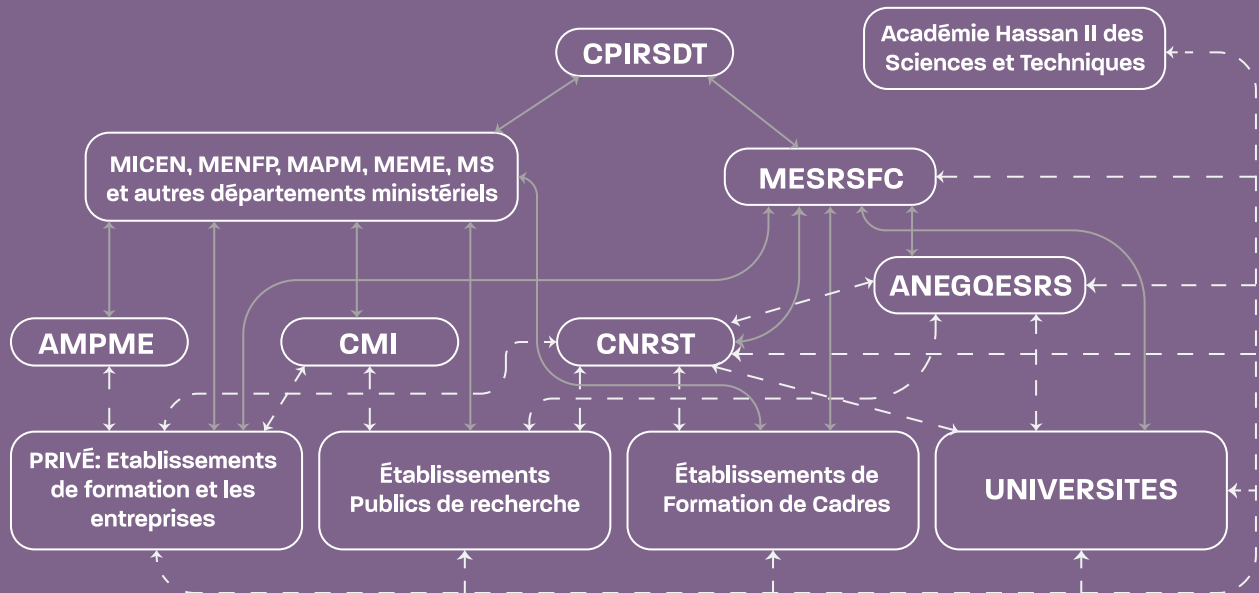 CPIRSDT
Académie Hassan II des
Sciences et Techniques
MICEN, MENFP, MAPM, MEME, MS
et autres départements ministériels
MESRSFC
ANEGQESRS
AMPME
CMI
CNRST
PRIVÉ: Etablissements
de formation et les
entreprises
Établissements
Publics de recherche
Établissements de
Formation de Cadres
UNIVERSITES